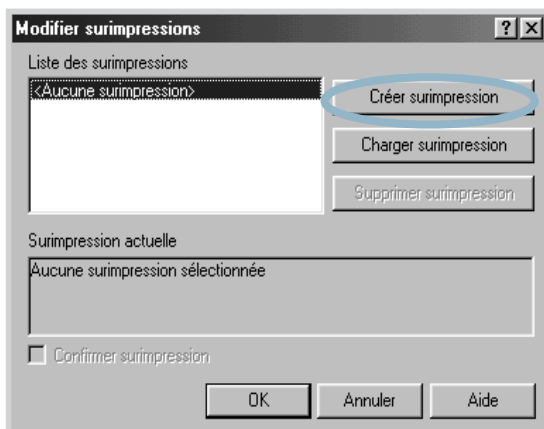 Modifier surimpressions
Liste des surimpressions
<Aucune surimpression>
Créer surimpression
Charger surimpression
Supprimer surimpression
Surimpression actuelle
Aucune surimpression sélectionnée
Confirmer surimpression
OK Annuler Aide